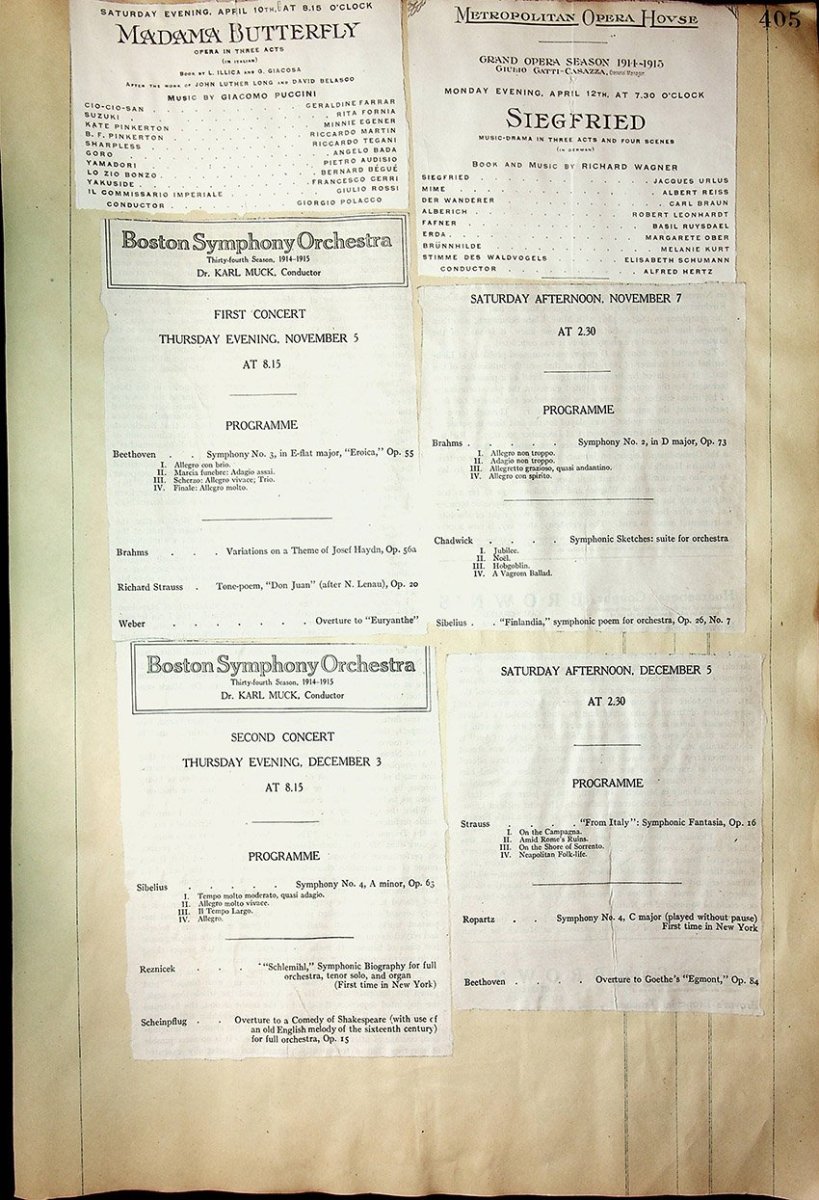 405
SATURDAY EVENING, APRIL 10TH, AT 8.15 O'CLOCK
MADAMA BUTTERFLY
OPERA IN THREE ACTS
(IN ITALIAN)
BOOK BY L. ILLICA AND G. GIACOSA
AFTER THE WORK OF JOHN LUTHER LONG AND DAVID BELASCO
MUSIC BY GIACOMO PUCCINI
CIO-CIO-SAN . . . GERALDINE FARRAR
SUZUKI . . . RITA FORNIA
KATE PINKERTON . . . MINNIE EGENER
B. F. PINKERTON . . . RICCARDO MARTIN
SHARPLESS . . . RICCARDO TEGANI
GORO . . . ANGELO BADA
YAMADORI . . . PIETRO AUDISIO
LO ZIO BONZO . . . BERNARD BÉGUÉ
YAKUSIDE . . . FRANCESCO CERRI
IL COMMISSARIO IMPERIALE . . . GIULIO ROSSI
CONDUCTOR . . . GIORGIO POLACCO
METROPOLITAN OPERA HOVSE
GRAND OPERA SEASON 1914-1915
GIULIO GATTI-CASAZZA, General Manager
MONDAY EVENING, APRIL 12TH, AT 7.30 O'CLOCK
SIEGFRIED
MUSIC-DRAMA IN THREE ACTS AND FOUR SCENES
(IN GERMAN)
BOOK AND MUSIC BY RICHARD WAGNER
SIEGFRIED . . . JACQUES URLUS
MIME . . . ALBERT REISS
DER WANDERER . . . CARL BRAUN
ALBERICH . . . ROBERT LEONHARDT
FAFNER . . . BASIL RUYSDAEL
ERDA . . . MARGARETE OBER
BRÜNNHILDE . . . MELANIE KURT
STIMME DES WALDVOGELS . . . ELISABETH SCHUMANN
CONDUCTOR . . . ALFRED HERTZ
Boston Symphony Orchestra
Thirty-fourth Season, 1914-1915
Dr. KARL MUCK, Conductor
FIRST CONCERT
THURSDAY EVENING, NOVEMBER 5
AT 8.15
PROGRAMME
Beethoven . . Symphony No. 3, in E-flat major, "Eroica," Op. 55
I. Allegro con brio.
II. Marcia funebre: Adagio assai.
III. Scherzo: Allegro vivace; Trio.
IV. Finale: Allegro molto.
Brahms . . . Variations on a Theme of Josef Haydn, Op. 56a
Richard Strauss . Tone-poem, "Don Juan" (after N. Lenau), Op. 20
Weber . . . . . . . Overture to "Euryanthe"
SATURDAY AFTERNOON, NOVEMBER 7
AT 2.30
PROGRAMME
Brahms . . . . . Symphony No. 2, in D major, Op. 73
I. Allegro non troppo.
II. Adagio non troppo.
III. Allegretto grazioso, quasi andantino.
IV. Allegro con spirito.
Chadwick . . . . Symphonic Sketches: suite for orchestra
I. Jubilee.
II. Noël.
III. Hobgoblin.
IV. A Vagrom Ballad.
Sibelius . . "Finlandia," symphonic poem for orchestra, Op. 26, No. 7
Boston Symphony Orchestra
Thirty-fourth Season, 1914-1915
Dr. KARL MUCK, Conductor
SECOND CONCERT
THURSDAY EVENING, DECEMBER 3
AT 8.15
PROGRAMME
Sibelius . . . . . Symphony No. 4, A minor, Op. 63
I. Tempo molto moderato, quasi adagio.
II. Allegro molto vivace.
III. Il Tempo Largo.
IV. Allegro.
Reznicek . . . "Schlemihl," Symphonic Biography for full
orchestra, tenor solo, and organ
(First time in New York)
Scheinpflug . . Overture to a Comedy of Shakespeare (with use of
an old English melody of the sixteenth century)
for full orchestra, Op. 15
SATURDAY AFTERNOON, DECEMBER 5
AT 2.30
PROGRAMME
Strauss . . . . "From Italy": Symphonic Fantasia, Op. 16
I. On the Campagna.
II. Amid Rome's Ruins.
III. On the Shore of Sorrento.
IV. Neapolitan Folk-life.
Ropartz . . Symphony No. 4, C major (played without pause)
First time in New York
Beethoven . . . . Overture to Goethe's "Egmont," Op. 84